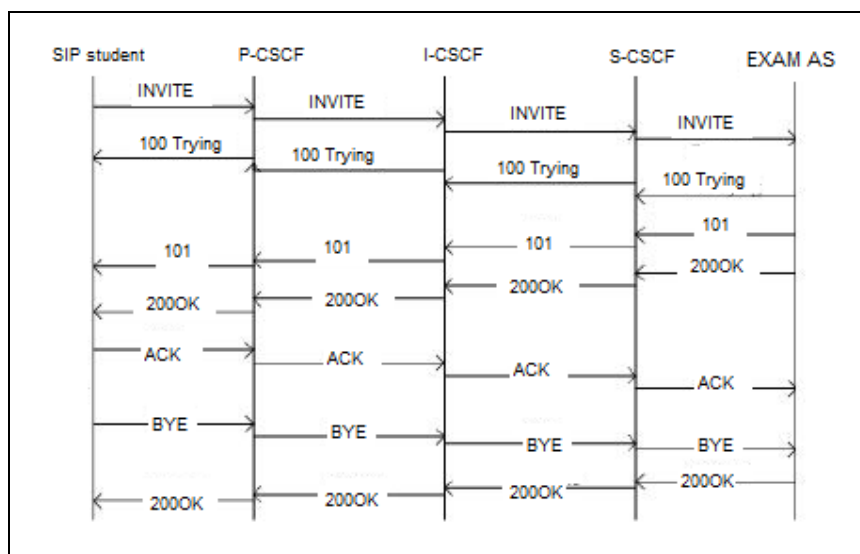 SIP student P-CSCF I-CSCF S-CSCF EXAM AS
INVITE INVITE INVITE INVITE
100 Trying 100 Trying 100 Trying 100 Trying
101 101 101 101
200OK 200OK 200OK 200OK
ACK ACK ACK ACK
BYE BYE BYE BYE
200OK 200OK 200OK 200OK